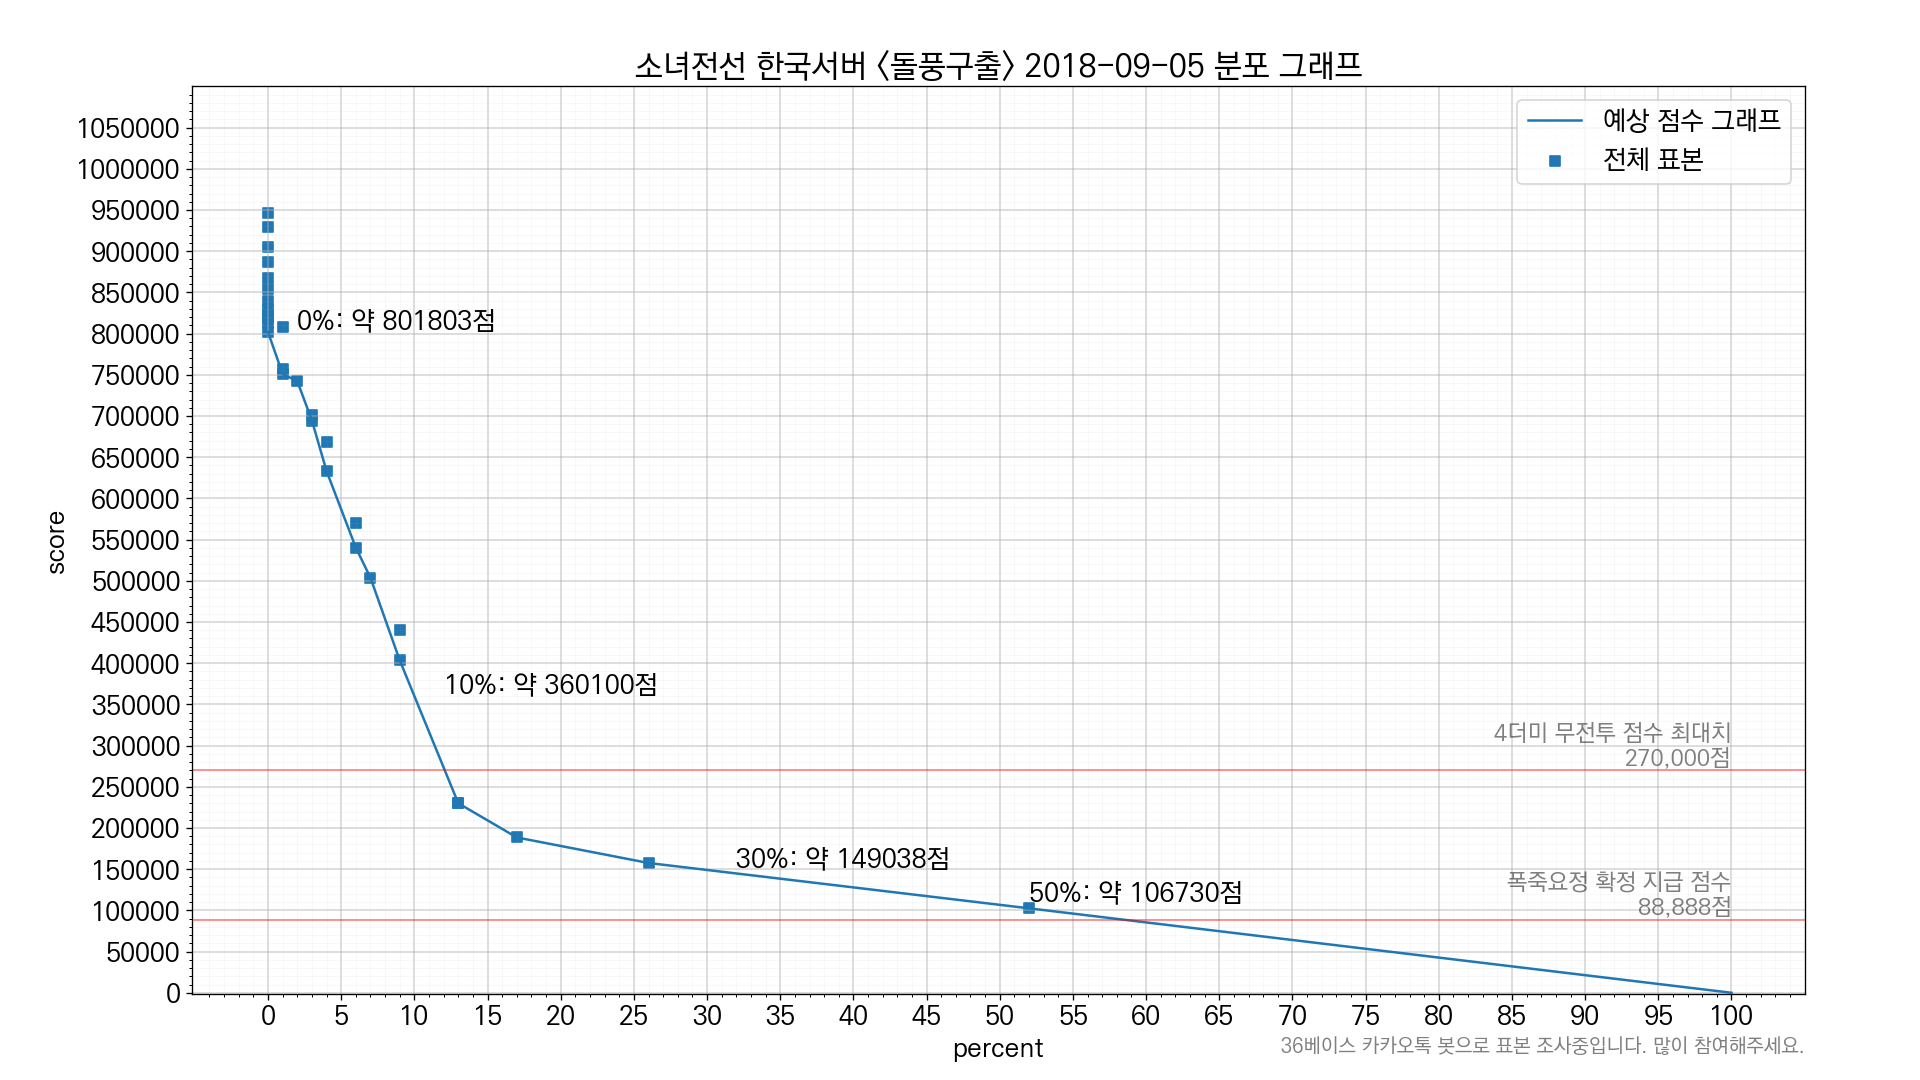 소녀전선 한국서버 <돌풍구출> 2018-09-05 분포 그래프
예상 점수 그래프
전체 표본
score
1050000
1000000
950000
900000
850000
800000
750000
700000
650000
600000
550000
500000
450000
400000
350000
300000
250000
200000
150000
100000
50000
0
0%: 약 801803점
10%: 약 360100점
30%: 약 149038점
50%: 약 106730점
4더미 무전투 점수 최대치
270,000점
폭죽요정 확정 지급 점수
88,888점
0 5 10 15 20 25 30 35 40 45 50 55 60 65 70 75 80 85 90 95 100
percent
36베이스 카카오톡 봇으로 표본 조사중입니다. 많이 참여해주세요.